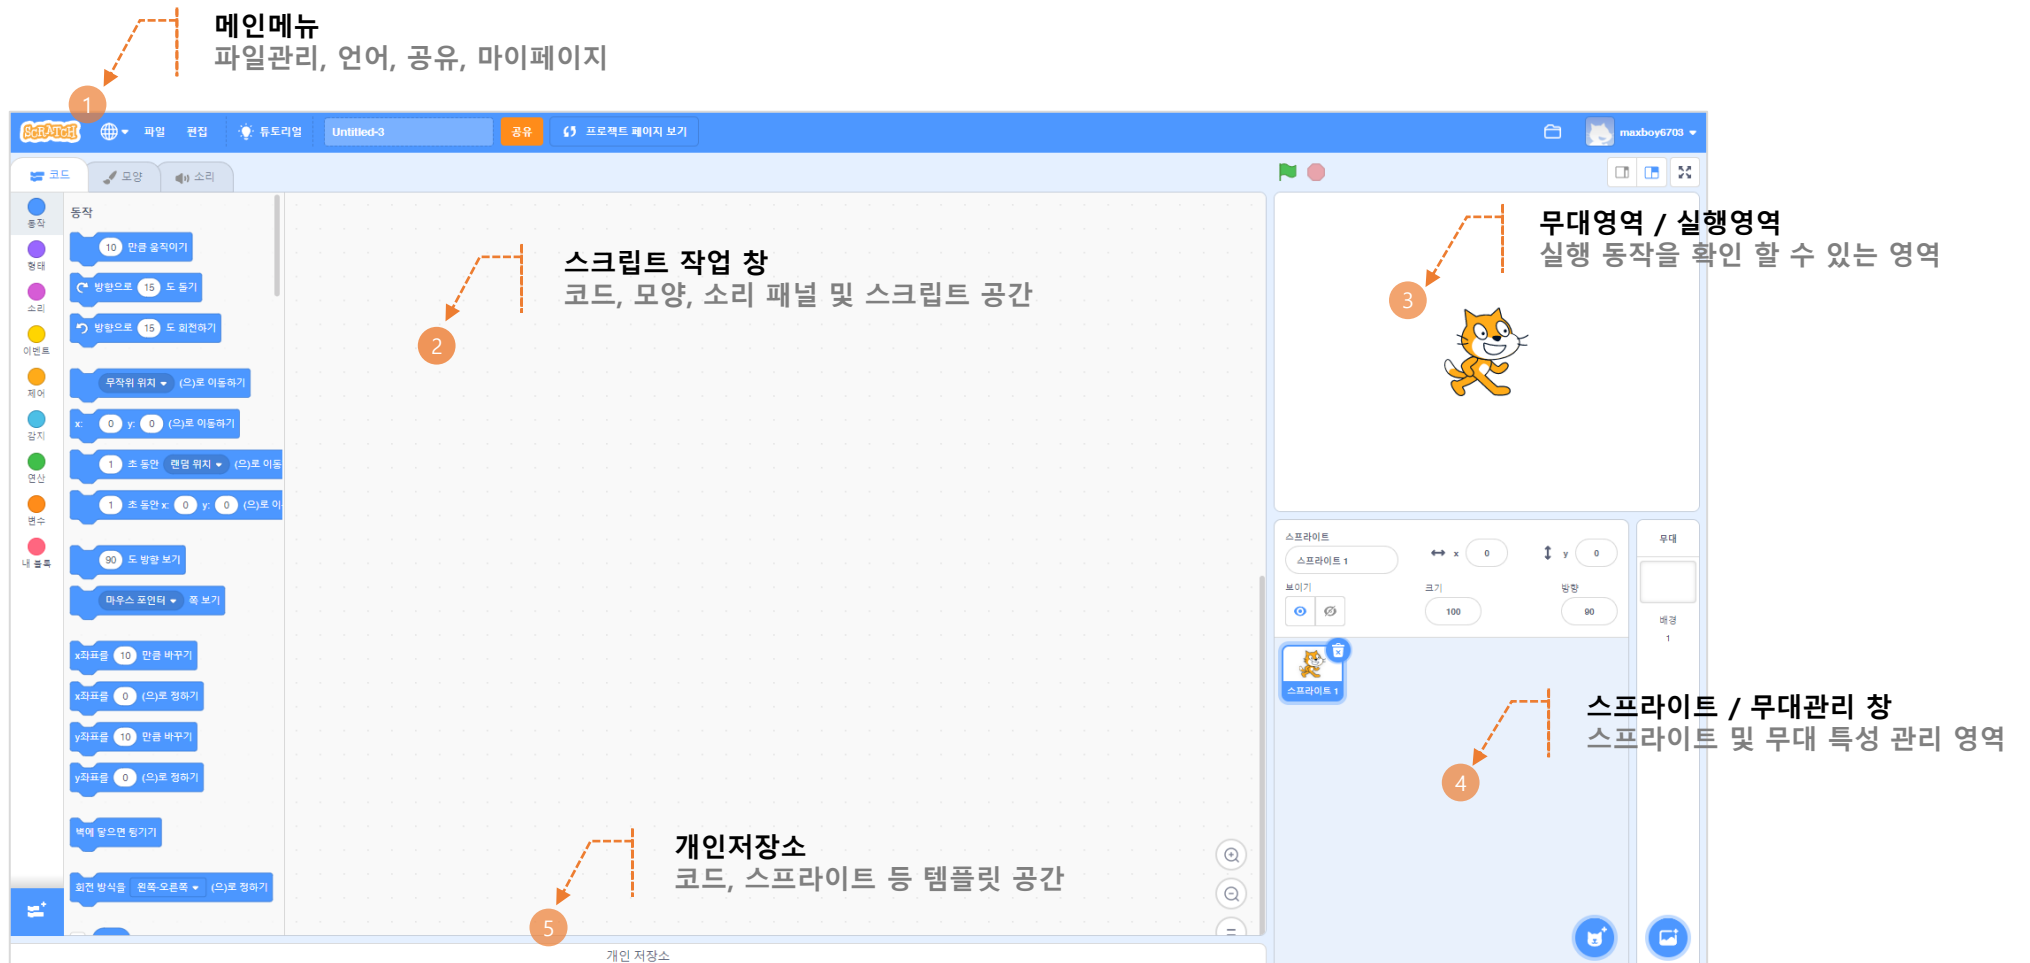 메인메뉴
파일관리, 언어, 공유, 마이페이지
1
SCRATCH 파일 편집 튜토리얼 Untitled-3 공유 프로젝트 페이지 보기 maxboy6703
코드 모양 소리
동작
형태
소리
이벤트
제어
감지
연산
변수
내 블록
동작
10 만큼 움직이기
방향으로 15 도 돌기
방향으로 15 도 회전하기
무작위 위치 (으)로 이동하기
x: 0 y: 0 (으)로 이동하기
1 초 동안 랜덤 위치 (으)로 이동
1 초 동안 x: 0 y: 0 (으)로 이
90 도 방향 보기
마우스 포인터 쪽 보기
x좌표를 10 만큼 바꾸기
x좌표를 0 (으)로 정하기
y좌표를 10 만큼 바꾸기
y좌표를 0 (으)로 정하기
벽에 닿으면 튕기기
회전 방식을 왼쪽-오른쪽 (으)로 정하기
스크립트 작업 창
코드, 모양, 소리 패널 및 스크립트 공간
2
무대영역 / 실행영역
실행 동작을 확인 할 수 있는 영역
3
스프라이트
스프라이트 1 x 0 y 0
보이기 크기 방향
100 90
스프라이트 1
무대
배경
1
스프라이트 / 무대관리 창
스프라이트 및 무대 특성 관리 영역
4
개인저장소
코드, 스프라이트 등 템플릿 공간
5
개인 저장소